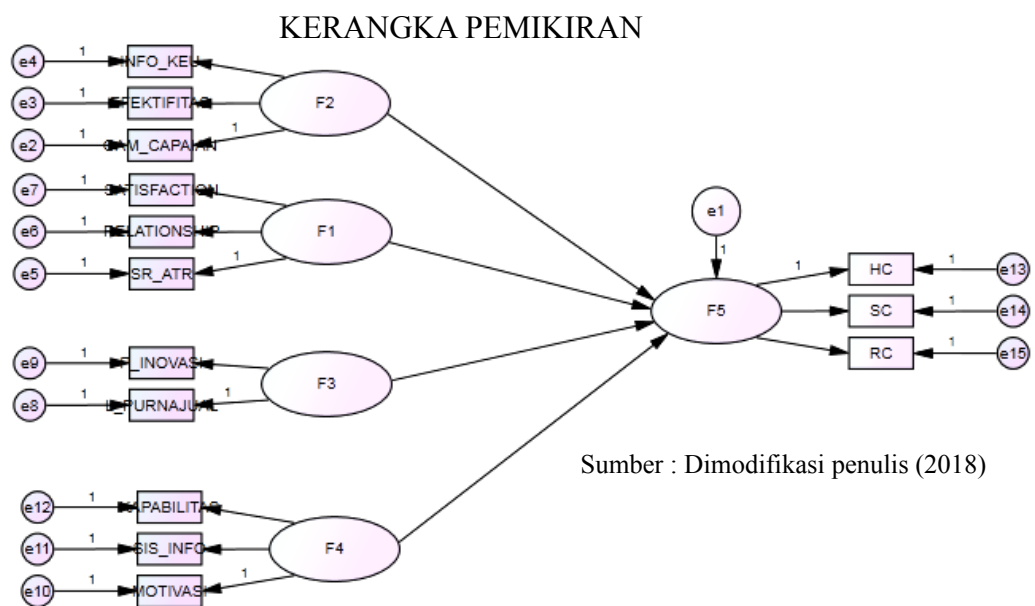 KERANGKA PEMIKIRAN
e4 1 INFO_KEU
e3 1 EFEKTIFITAS
e2 1 1
F2
e7 1 SATISFACTION
e6 1 RELATIONSHIP
e5 1 1
F1
e9 1
e8 1 1
F3
e12 1 KAPABILITAS
e11 1 SIS_INFO
e10 1 MOTIVASI 1
F4
e1
1
F5
1 HC 1 e13
SC 1 e14
RC 1 e15
Sumber : Dimodifikasi penulis (2018)